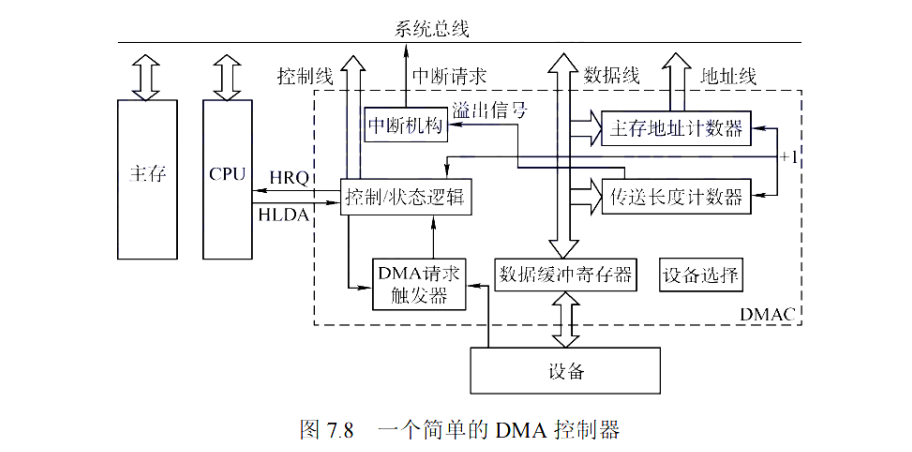 系统总线
控制线
中断请求
数据线
地址线
溢出信号
中断机构
主存地址计数器
主存
CPU
HRQ
HLDA
控制/状态逻辑
+1
传送长度计数器
DMA请求
触发器
数据缓冲寄存器
设备选择
DMAC
设备
图 7.8 一个简单的 DMA 控制器